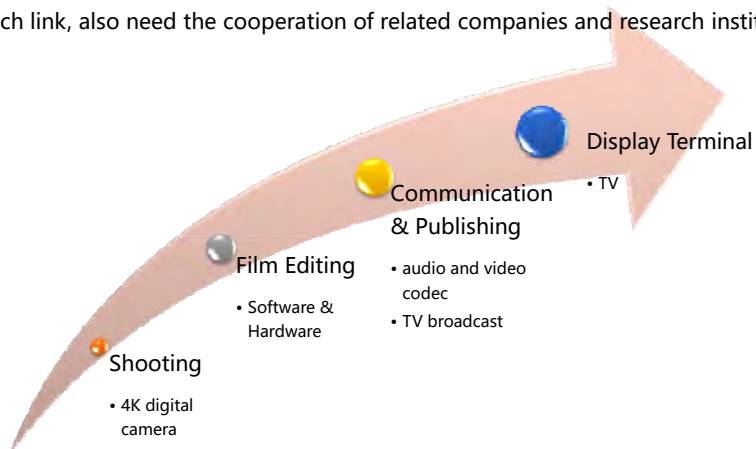 ch link, also need the cooperation of related companies and research instit
Display Terminal
• TV
Communication
& Publishing
• audio and video
codec
• TV broadcast
Film Editing
• Software &
Hardware
Shooting
• 4K digital
camera